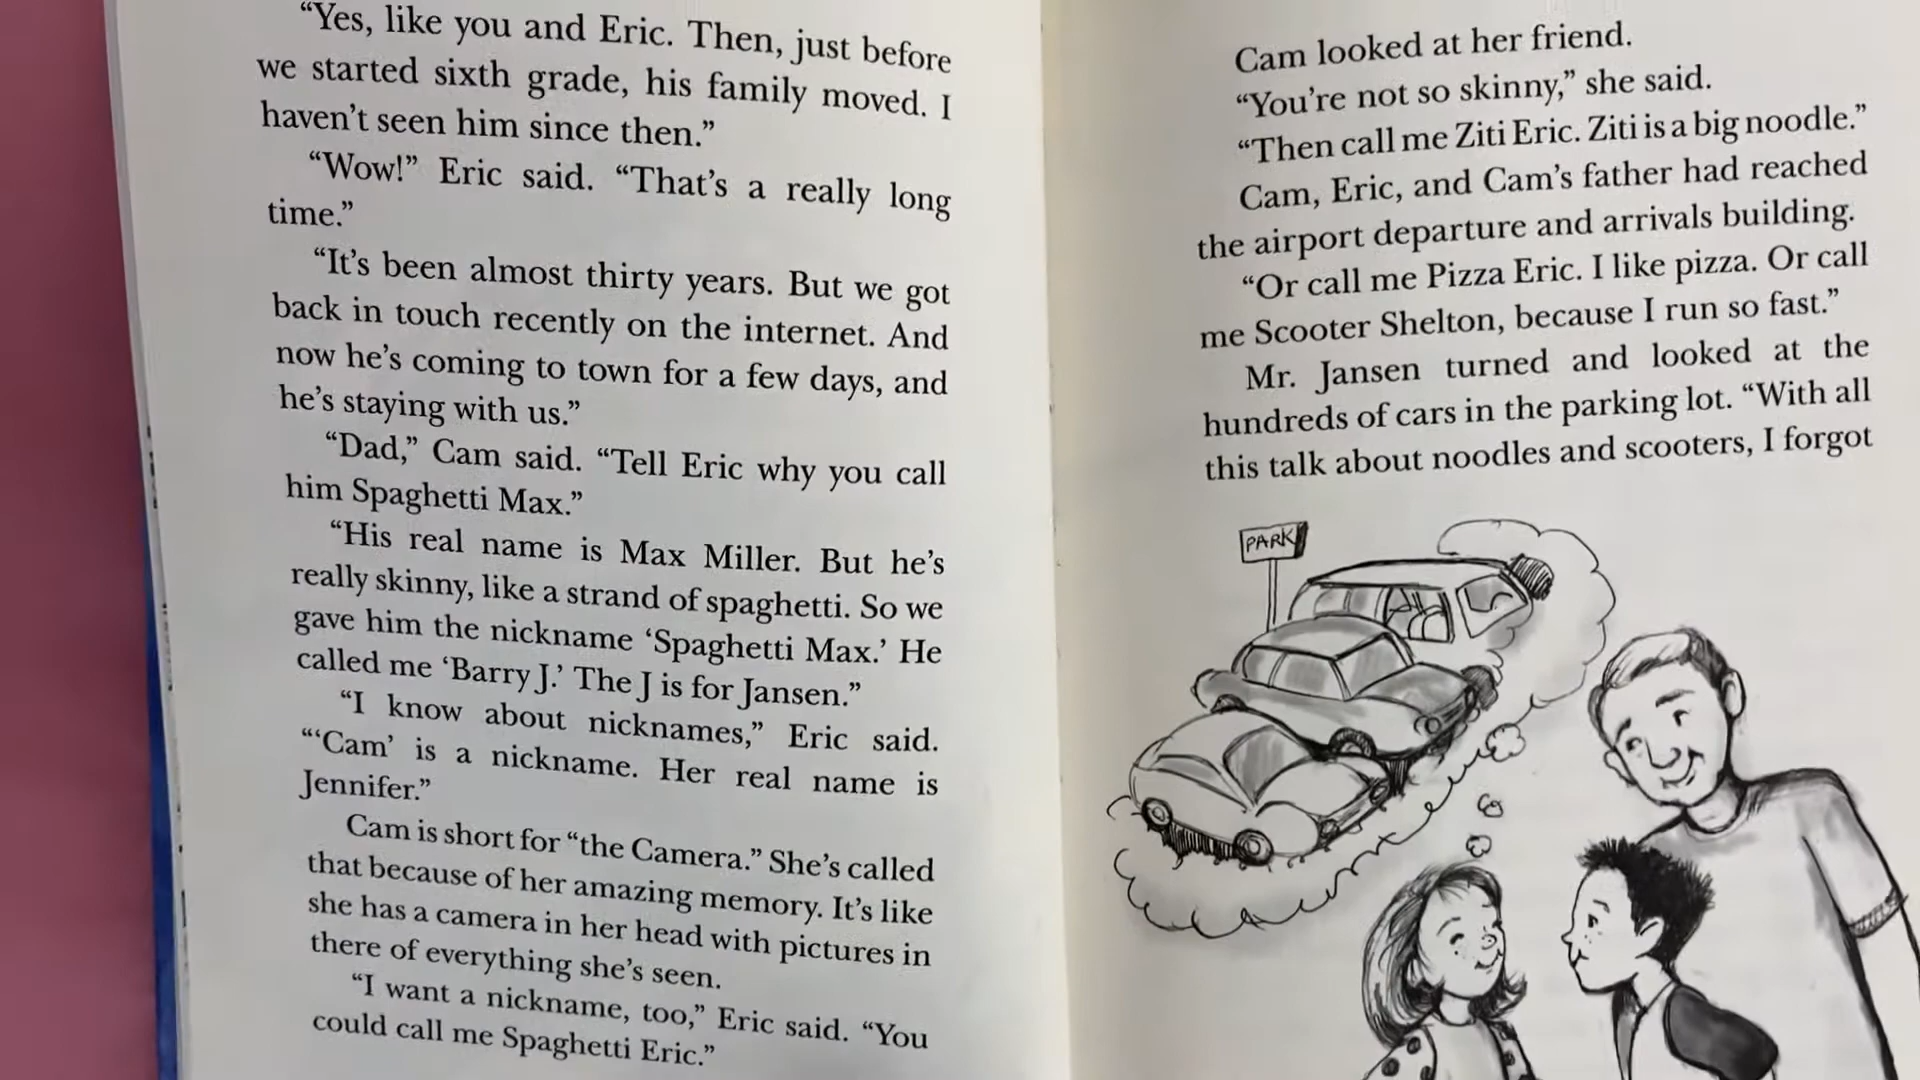 “Yes, like you and Eric. Then, just before
we started sixth grade, his family moved. I
haven’t seen him since then.”
“Wow!” Eric said. “That’s a really long
time.”
“It’s been almost thirty years. But we got
back in touch recently on the internet. And
now he’s coming to town for a few days, and
he’s staying with us.”
“Dad,” Cam said. “Tell Eric why you call
him Spaghetti Max.”
“His real name is Max Miller. But he’s
really skinny, like a strand of spaghetti. So we
gave him the nickname ‘Spaghetti Max.’ He
called me ‘Barry J.’ The J is for Jansen.”
“I know about nicknames,” Eric said.
“‘Cam’ is a nickname. Her real name is
Jennifer.”
Cam is short for “the Camera.” She’s called
that because of her amazing memory. It’s like
she has a camera in her head with pictures in
there of everything she’s seen.
“I want a nickname, too,” Eric said. “You
could call me Spaghetti Eric.”
Cam looked at her friend.
“You’re not so skinny,” she said.
“Then call me Ziti Eric. Ziti is a big noodle.”
Cam, Eric, and Cam’s father had reached
the airport departure and arrivals building.
“Or call me Pizza Eric. I like pizza. Or call
me Scooter Shelton, because I run so fast.”
Mr. Jansen turned and looked at the
hundreds of cars in the parking lot. “With all
this talk about noodles and scooters, I forgot
PARK